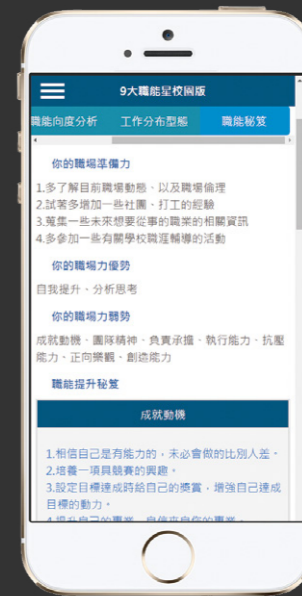 9大職能星校園版
職能向度分析 工作分布型態 職能秘笈
你的職場準備力
1.多了解目前職場動態、以及職場倫理
2.試著多增加一些社團、打工的經驗
3.蒐集一些未來想要從事的職業的相關資訊
4.多參加一些有關學校職涯輔導的活動
你的職場力優勢
自我提升、分析思考
你的職場力弱勢
成就動機、團隊精神、負責承擔、執行能力、抗壓
能力、正向樂觀、創造能力
職能提升秘笈
成就動機
1.相信自己是有能力的，未必會做的比別人差。
2.培養一項具競賽的興趣。
3.設定目標達成時給自己的獎賞，增強自己達成
目標的動力。